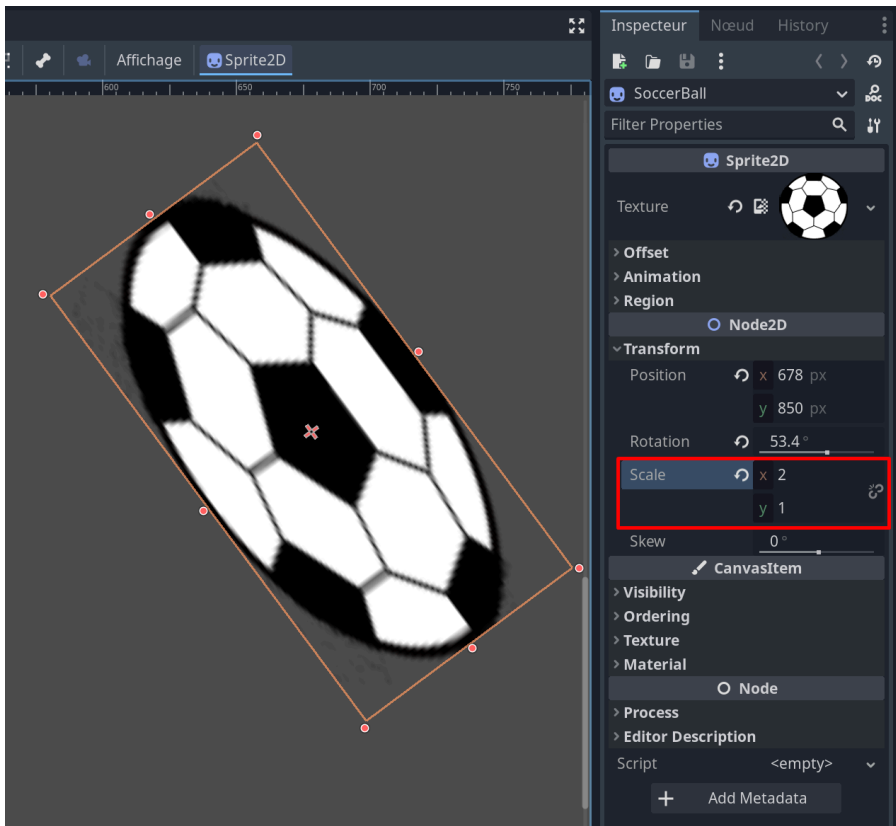 Inspecteur Nœud History
Affichage Sprite2D
600 650 700 750
SoccerBall
DOC
Filter Properties
Sprite2D
Texture
Offset
Animation
Region
Node2D
Transform
Position x 678 px
y 850 px
Rotation 53.4 °
Scale x 2
y 1
Skew 0 °
CanvasItem
Visibility
Ordering
Texture
Material
Node
Process
Editor Description
Script <empty>
Add Metadata